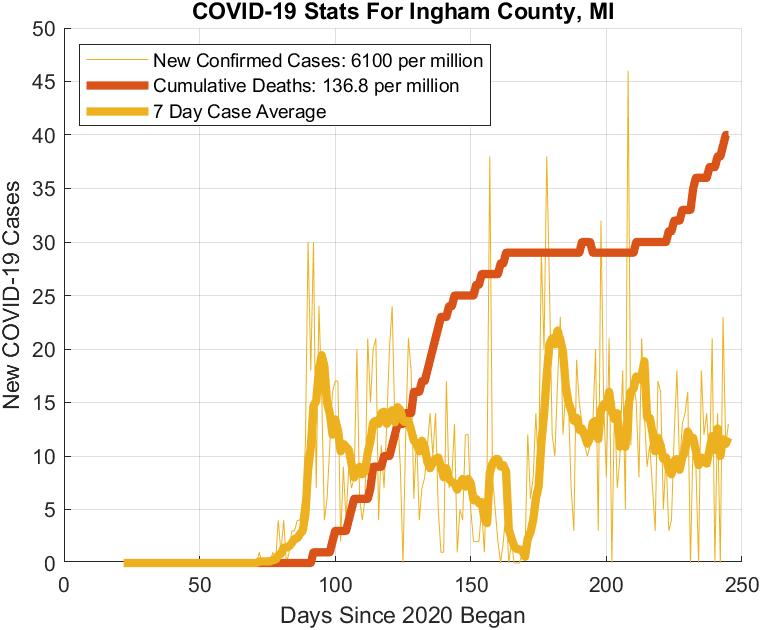 COVID-19 Stats For Ingham County, MI
New Confirmed Cases: 6100 per million
Cumulative Deaths: 136.8 per million
7 Day Case Average
New COVID-19 Cases
50
45
40
35
30
25
20
15
10
5
0
0 50 100 150 200 250
Days Since 2020 Began